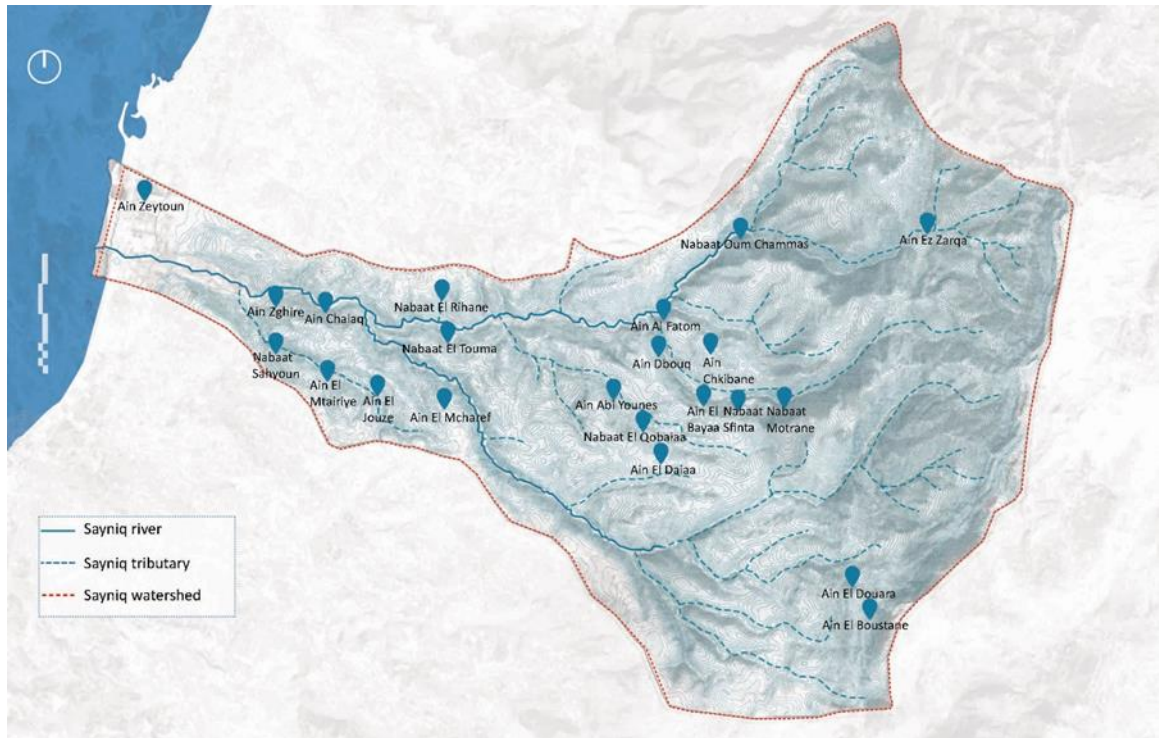 Ain Zeytoun
Nabaat Oum Chammas
Ain Ez Zarqa
Nabaat El Rihane
Ain Zghire
Ain Chalaq
Ain Al Fatom
Nabaat El Touma
Nabaat
Sahyoun
Ain Dbouq
Ain
Chkibane
Ain El
Mtairiye
Ain El
Jouze
Ain El Mcharef
Ain Abi Younes
Ain El
Bayaa
Nabaat
Sfinta
Nabaat
Motrane
Nabaat El Qobaiaa
Ain El Daiaa
Sayniq river
Sayniq tributary
Sayniq watershed
Ain El Douara
Ain El Boustane